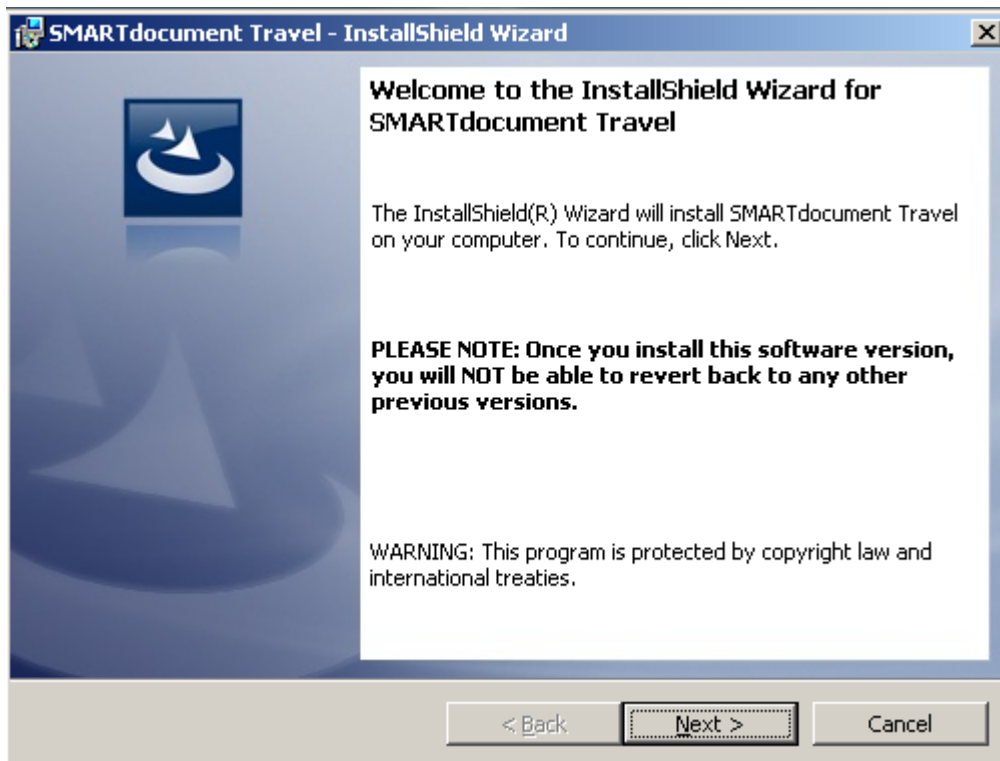 SMARTdocument Travel - InstallShield Wizard
Welcome to the InstallShield Wizard for
SMARTdocument Travel
The InstallShield(R) Wizard will install SMARTdocument Travel
on your computer. To continue, click Next.
PLEASE NOTE: Once you install this software version,
you will NOT be able to revert back to any other
previous versions.
WARNING: This program is protected by copyright law and
international treaties.
< Back
Next >
Cancel